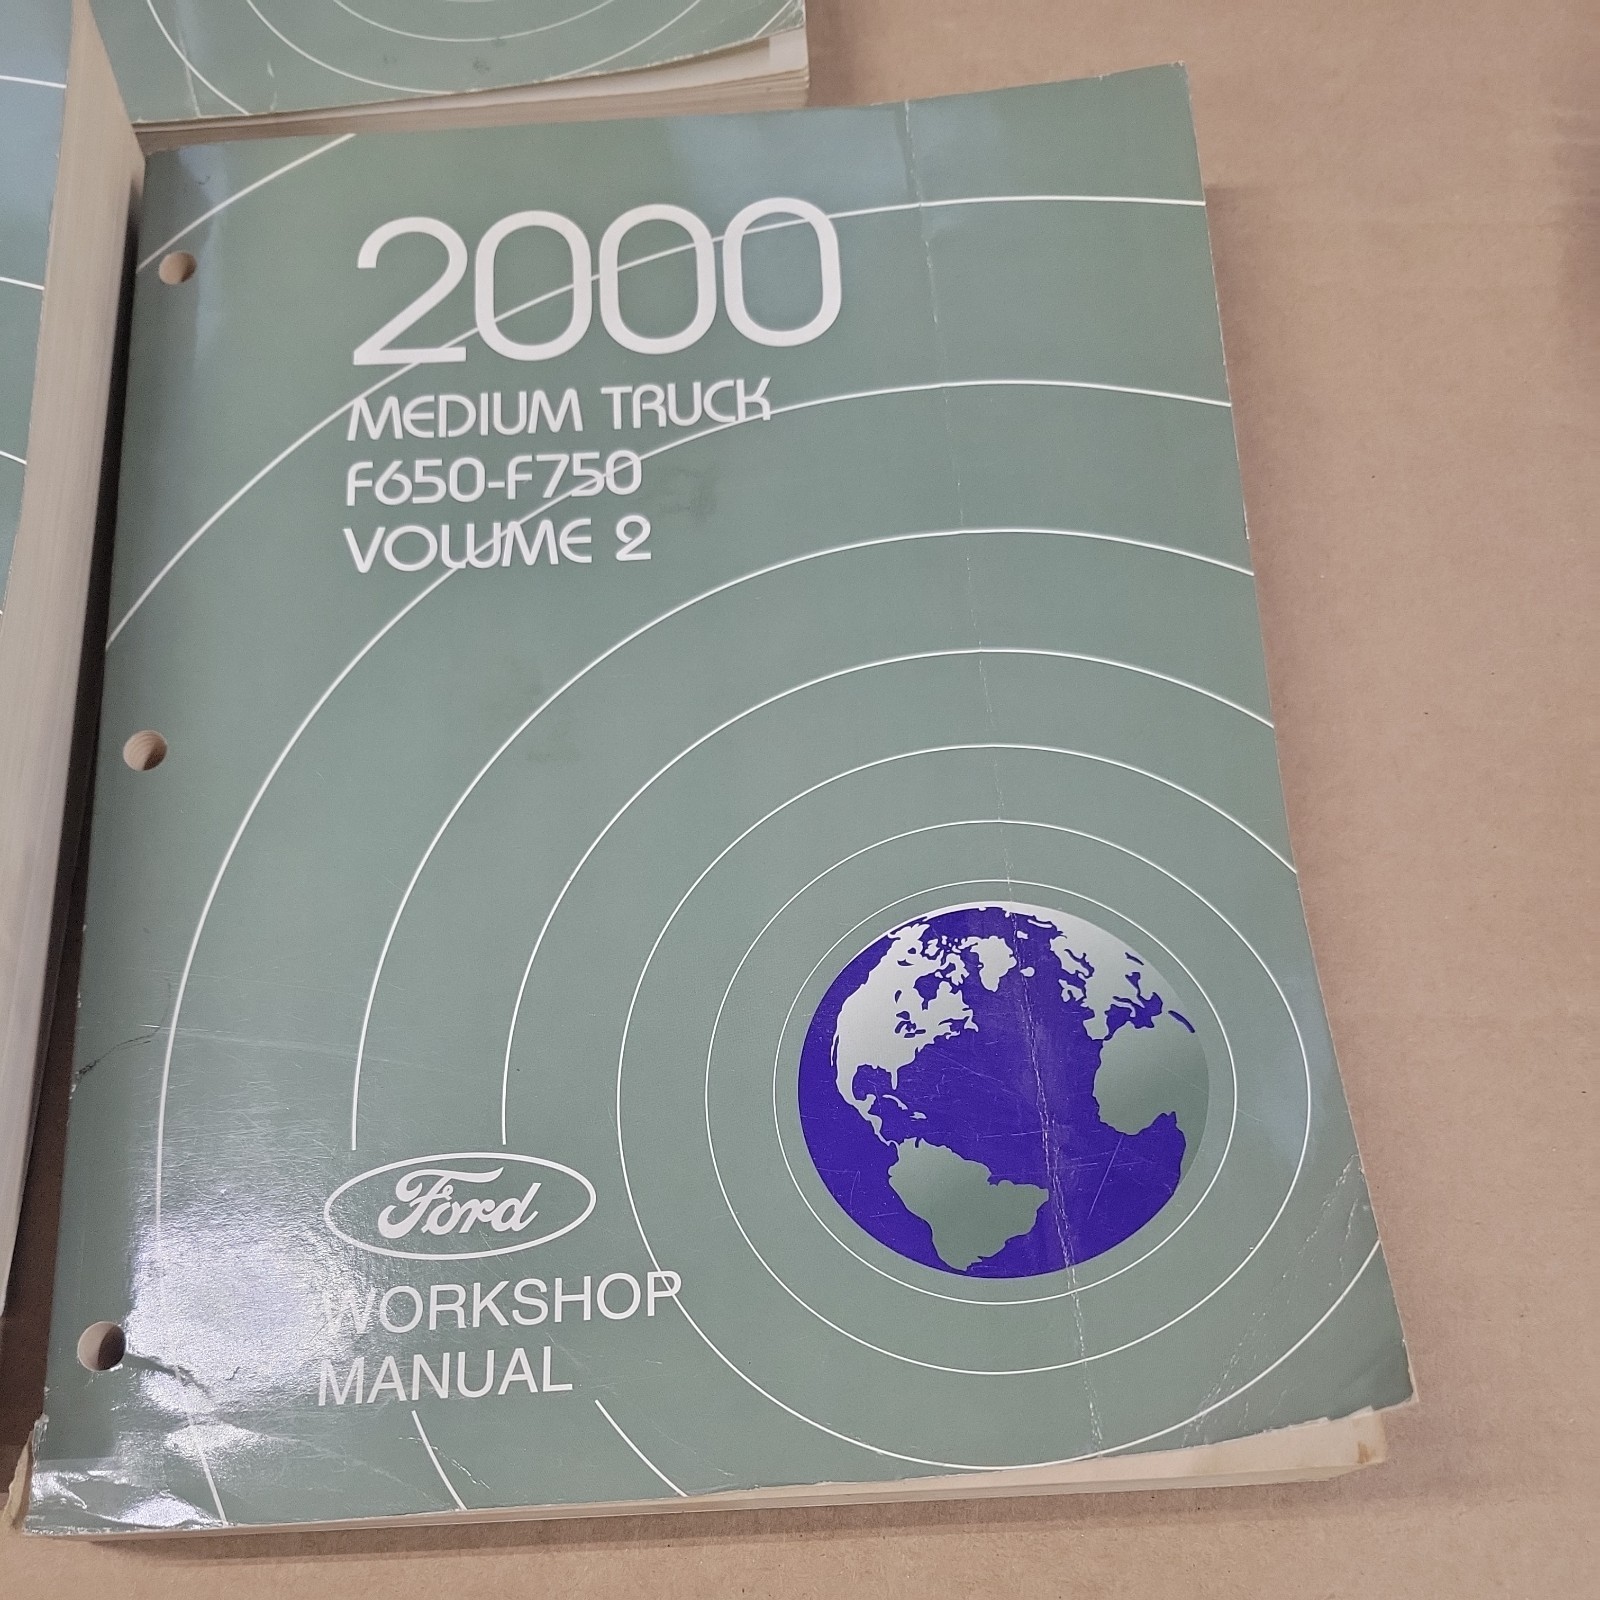 2000
MEDIUM TRUCK
F650-F750
VOLUME 2
Ford
WORKSHOP
MANUAL